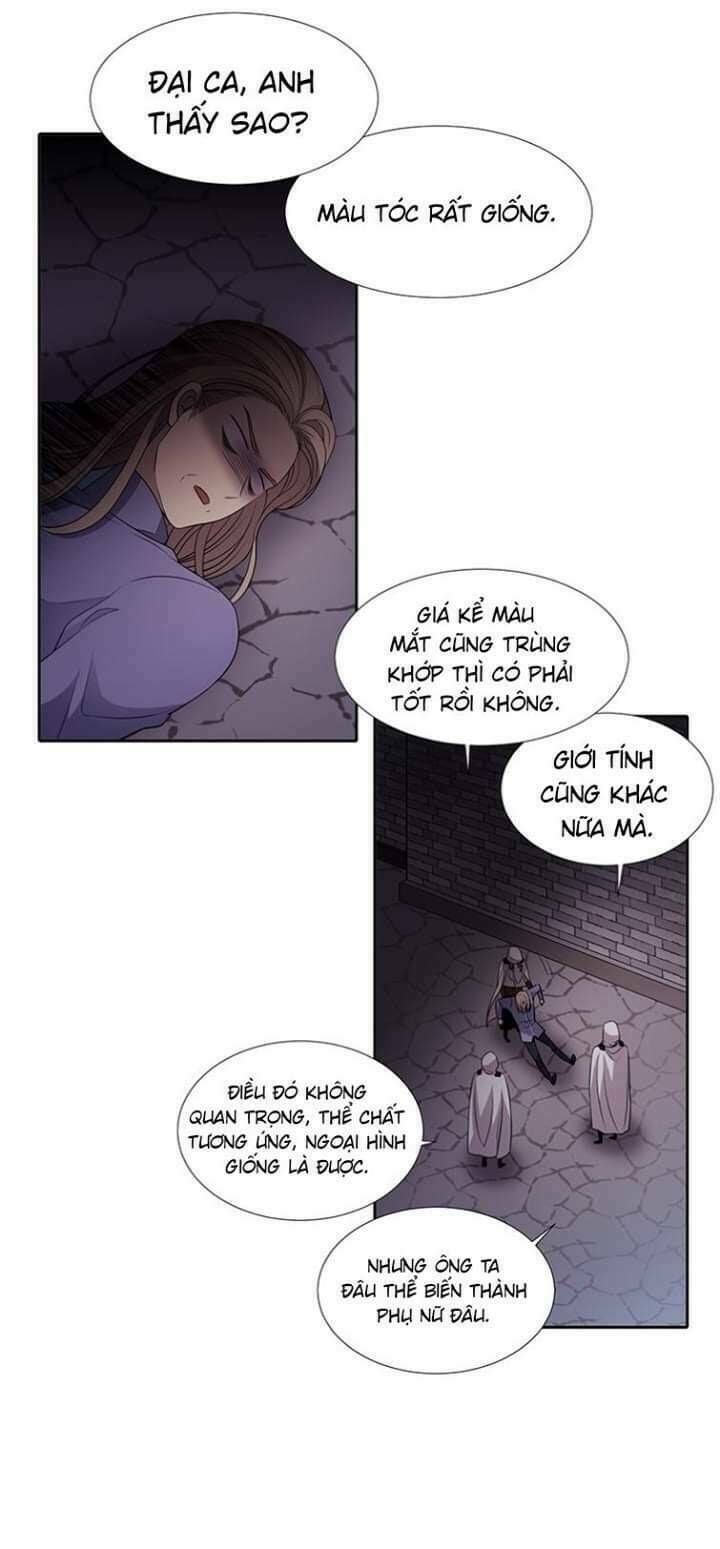 ĐẠI CA, ANH
THẤY SAO?
MÀU TÓC RẤT GIỐNG.
GIÁ KỂ MÀU
MẮT CŨNG TRÙNG
KHỚP THÌ CÓ PHẢI
TỐT RỒI KHÔNG.
GIỚI TÍNH
CŨNG KHÁC
NỮA MÀ.
ĐIỀU ĐÓ KHÔNG
QUAN TRỌNG, THỂ CHẤT
TƯƠNG ỨNG, NGOẠI HÌNH
GIỐNG LÀ ĐƯỢC.
NHƯNG ÔNG TA
ĐÂU THỂ BIẾN THÀNH
PHỤ NỮ ĐÂU.